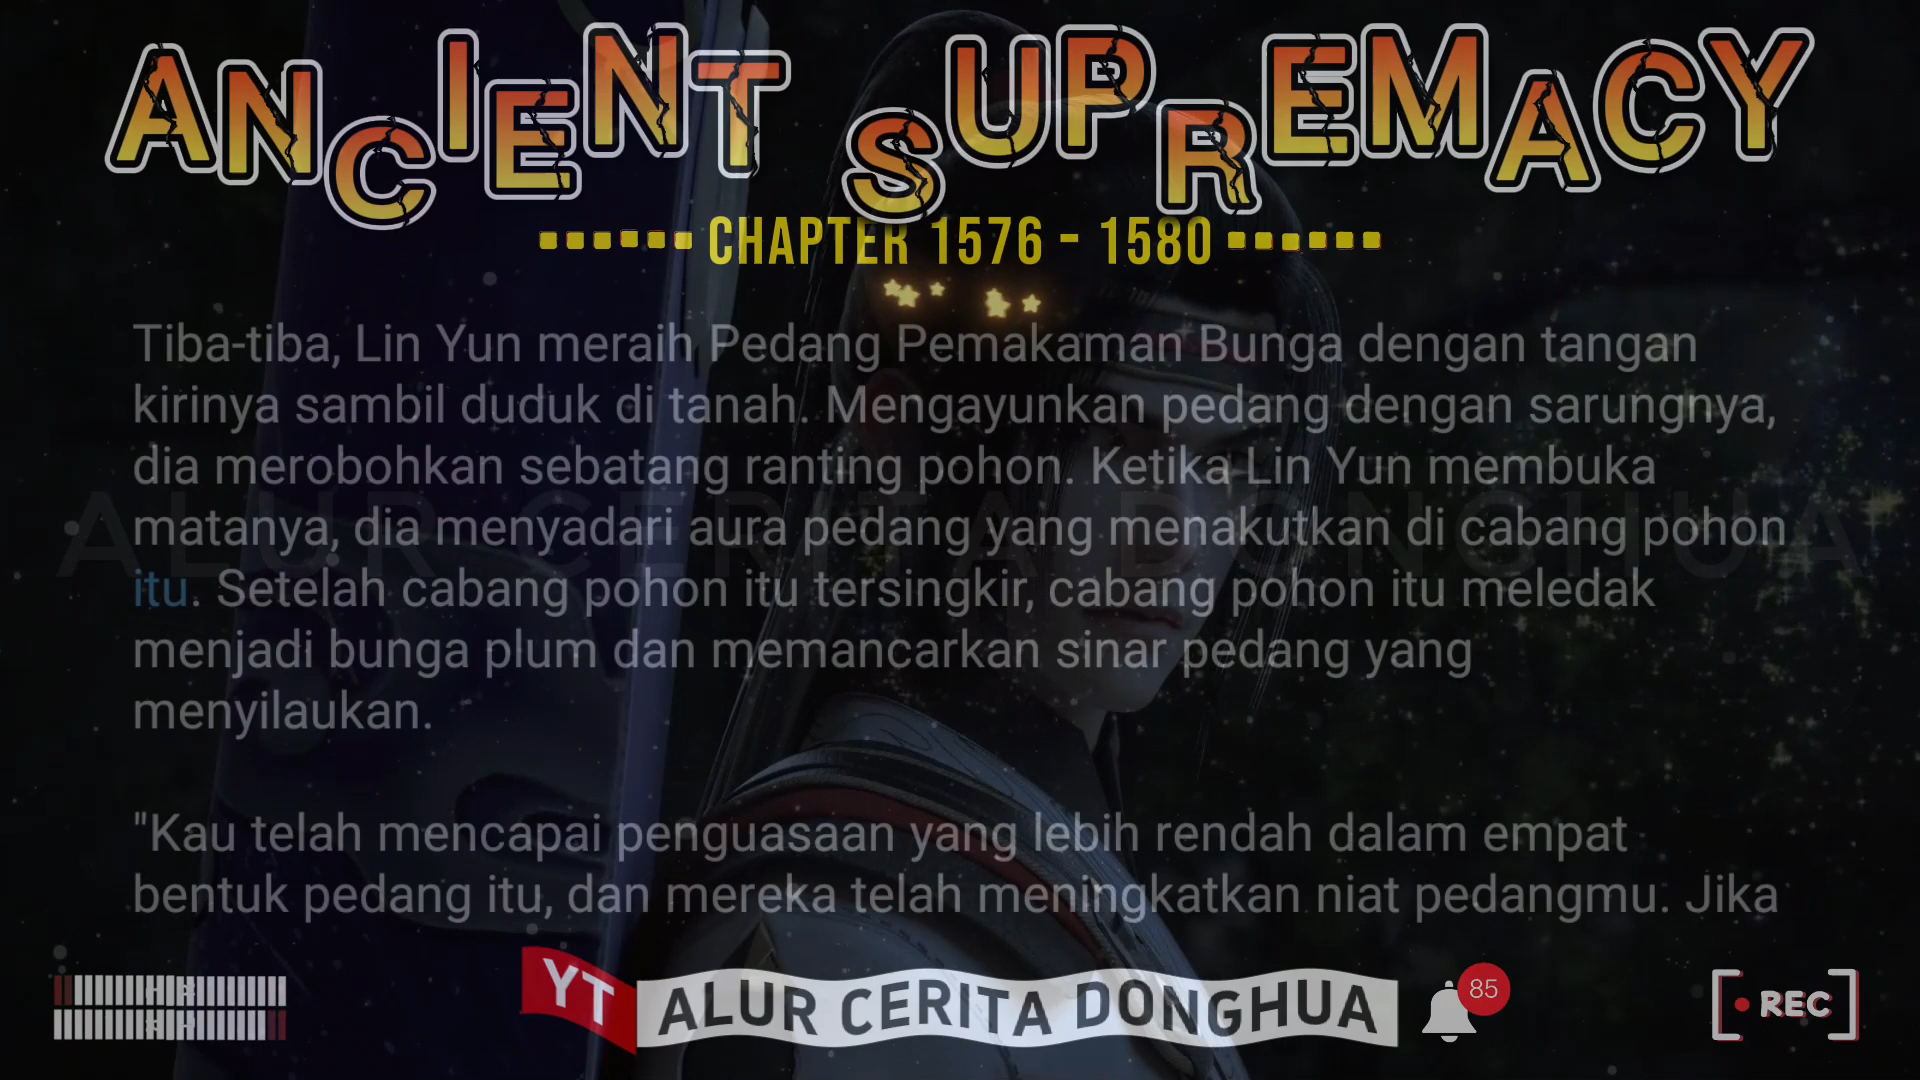 ANCIENT SUPREMACY
CHAPTER 1576 - 1580
Tiba-tiba, Lin Yun meraih Pedang Pemakaman Bunga dengan tangan
kirinya sambil duduk di tanah. Mengayunkan pedang dengan sarungnya,
dia merobohkan sebatang ranting pohon. Ketika Lin Yun membuka
matanya, dia menyadari aura pedang yang menakutkan di cabang pohon
itu. Setelah cabang pohon itu tersingkir, cabang pohon itu meledak
menjadi bunga plum dan memancarkan sinar pedang yang
menyilaukan.
"Kau telah mencapai penguasaan yang lebih rendah dalam empat
bentuk pedang itu, dan mereka telah meningkatkan niat pedangmu. Jika
ALUR CERITA DONGHUA
YT ALUR CERITA DONGHUA
85
REC